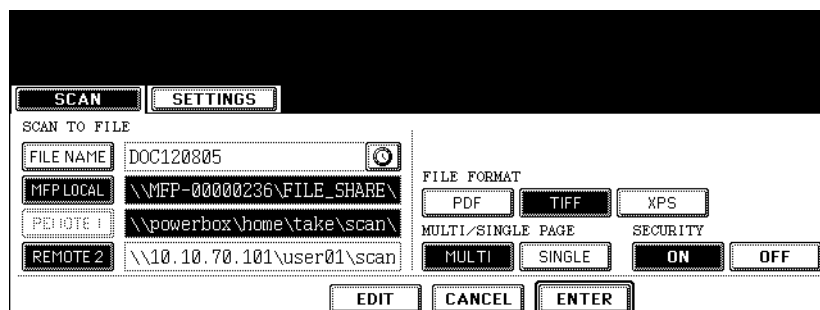 SCAN SETTINGS
SCAN TO FILE
FILE NAME DOC120805
MFP LOCAL \\MFP-00000236\FILE_SHARE\
REMOTE 1 \\powerbox\home\take\scan\
REMOTE 2 \\10.10.70.101\user01\scan
FILE FORMAT
PDF TIFF XPS
MULTI/SINGLE PAGE SECURITY
MULTI SINGLE ON OFF
EDIT CANCEL ENTER